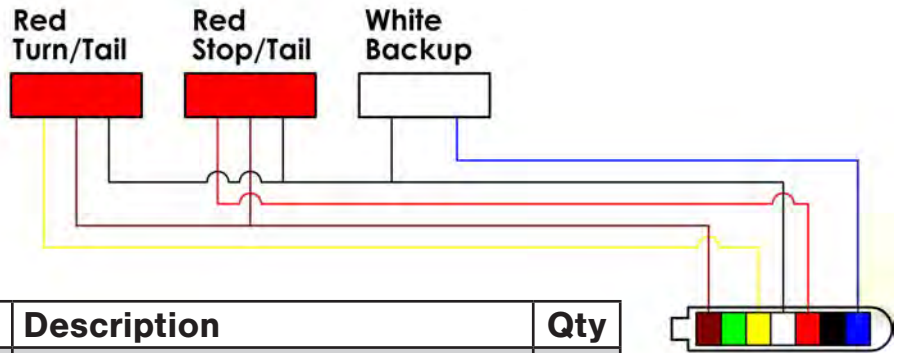 Red
Turn/Tail
Red
Stop/Tail
White
Backup
Description
Qty